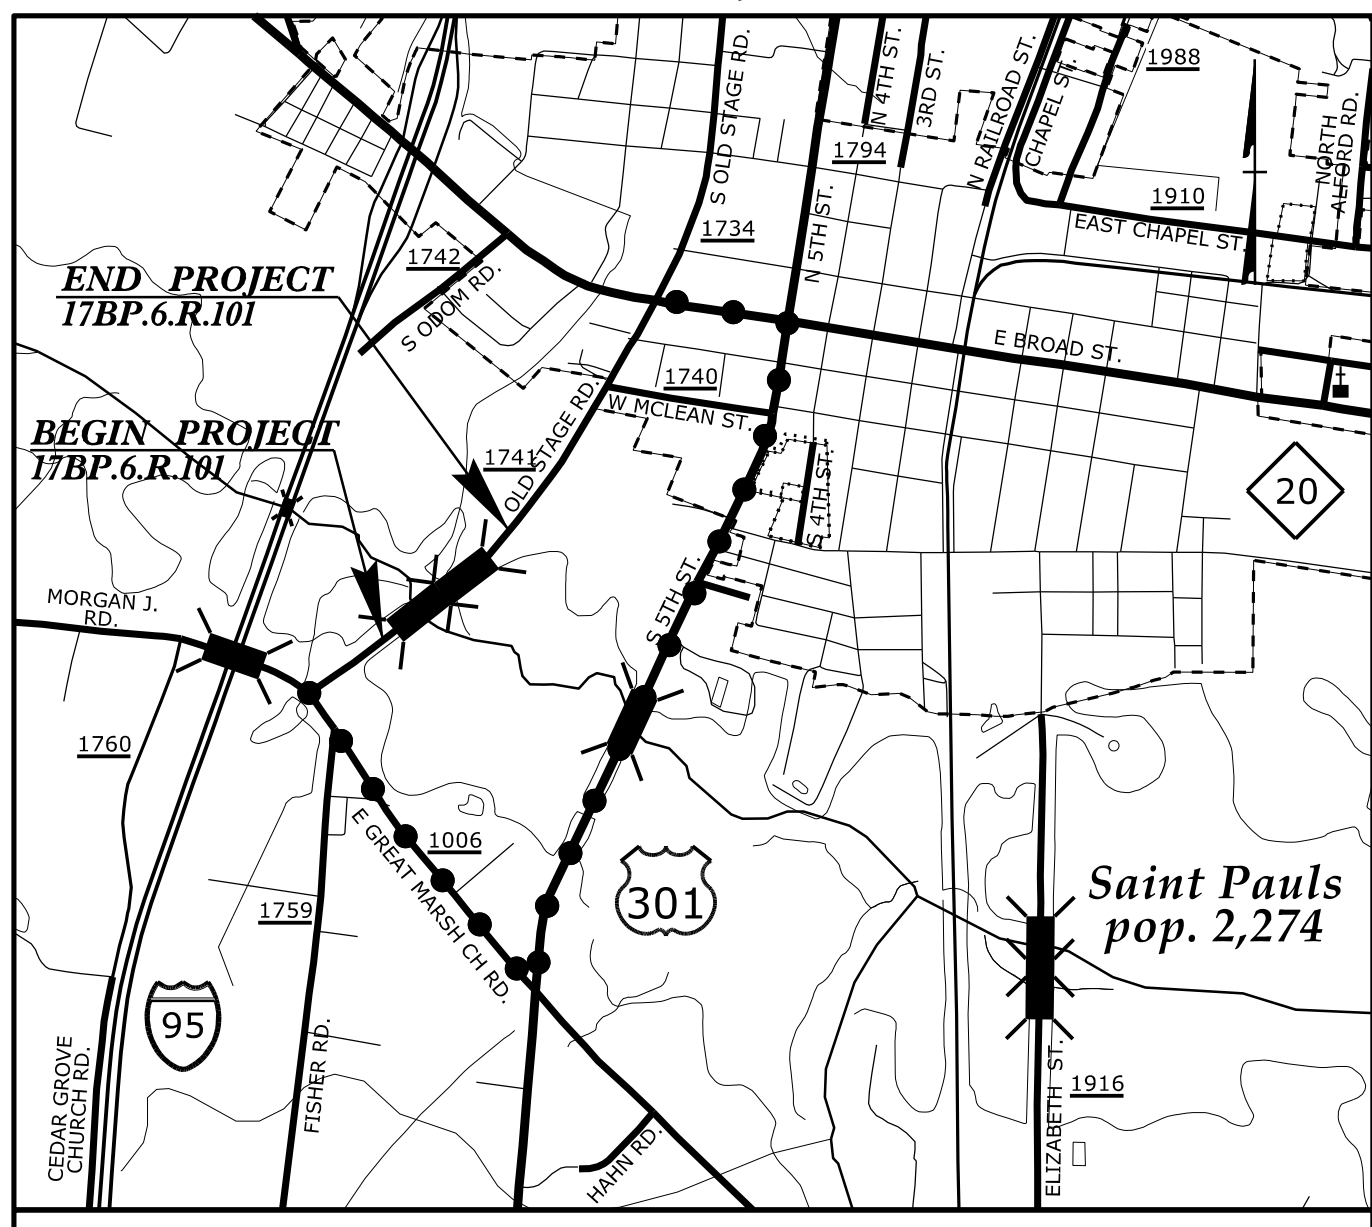 S OLD STAGE RD.
N 4TH ST.
3RD ST.
N RAILROAD ST.
CHAPEL ST.
1988
NORTH
ALFORD RD.
1794
1910
1734
N 5TH ST.
EAST CHAPEL ST.
1742
S ODOM RD.
END PROJECT
17BP.6.R.101
E BROAD ST.
1740
W MCLEAN ST.
BEGIN PROJECT
17BP.6.R.101
1741
OLD STAGE RD.
S 4TH ST.
20
S 5TH ST.
MORGAN J.
RD.
1760
E GREAT MARSH CH RD.
1006
1759
301
Saint Pauls
pop. 2,274
95
CEDAR GROVE
CHURCH RD.
FISHER RD.
HAHN RD.
ELIZABETH ST.
1916